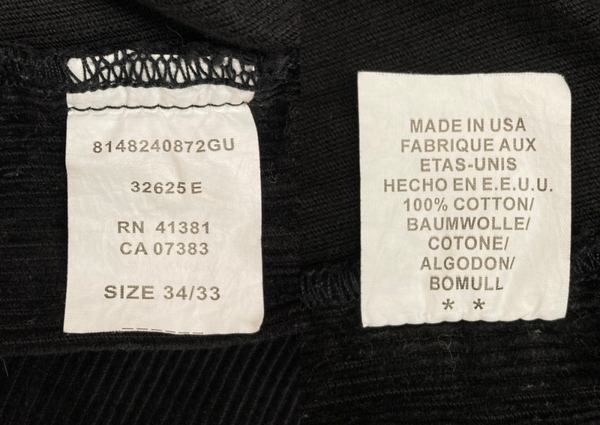 8148240872GU
32625E
RN 41381
CA 07383
SIZE 34/33
MADE IN USA
FABRIQUE AUX
ETAS-UNIS
HECHO EN E.E.U.U.
100% COTTON/
BAUMWOLLE/
COTONE/
ALGODON/
BOMULL
* *